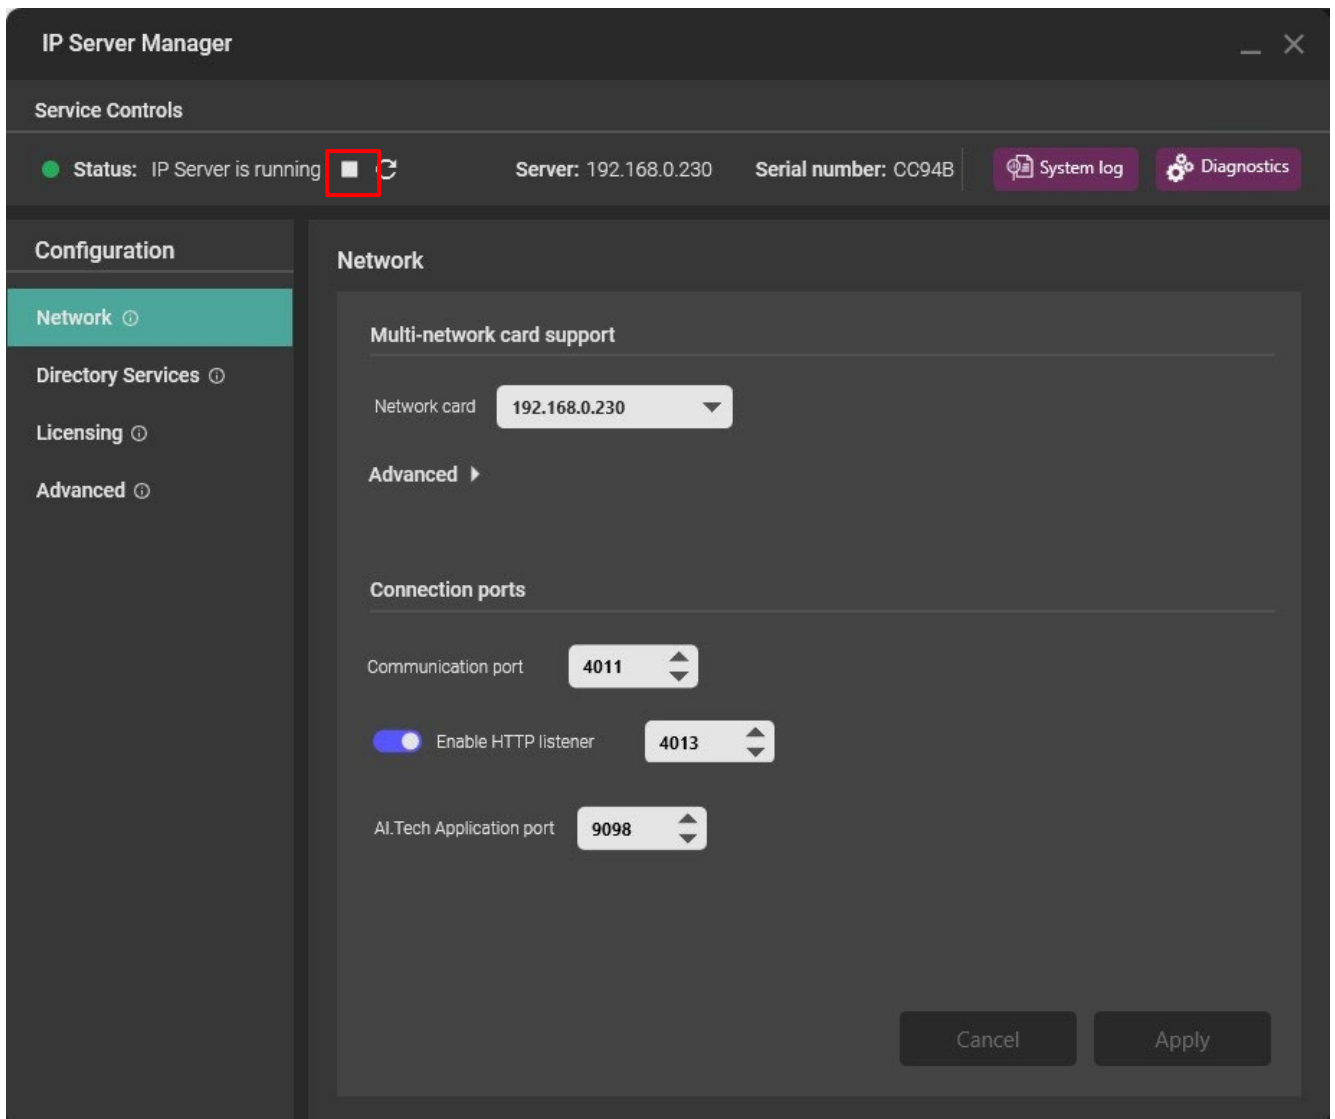 IP Server Manager
Service Controls
Status: IP Server is running Server: 192.168.0.230 Serial number: CC94B System log Diagnostics
Configuration
Network
Directory Services
Licensing
Advanced
Network
Multi-network card support
Network card 192.168.0.230
Advanced
Connection ports
Communication port 4011
Enable HTTP listener 4013
AI.Tech Application port 9098
Cancel Apply